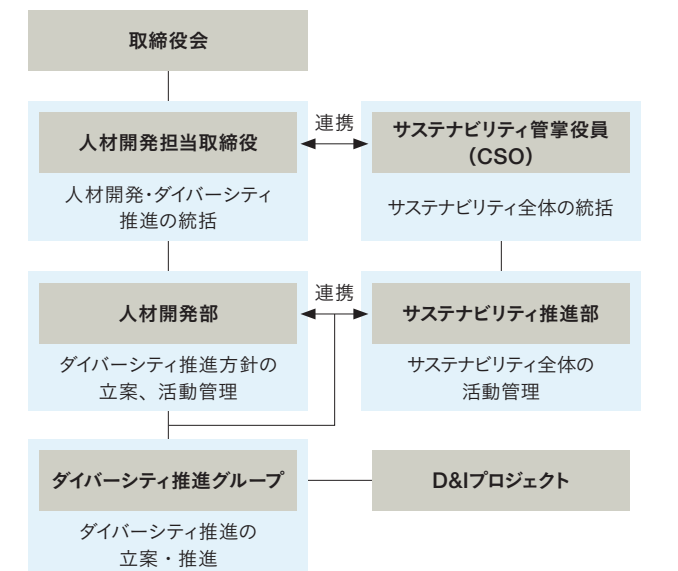 取締役会
人材開発担当取締役
人材開発・ダイバーシティ
推進の統括
連携
サステナビリティ管掌役員
(CSO)
サステナビリティ全体の統括
人材開発部
ダイバーシティ推進方針の
立案、活動管理
連携
サステナビリティ推進部
サステナビリティ全体の
活動管理
ダイバーシティ推進グループ
ダイバーシティ推進の
立案・推進
D&Iプロジェクト